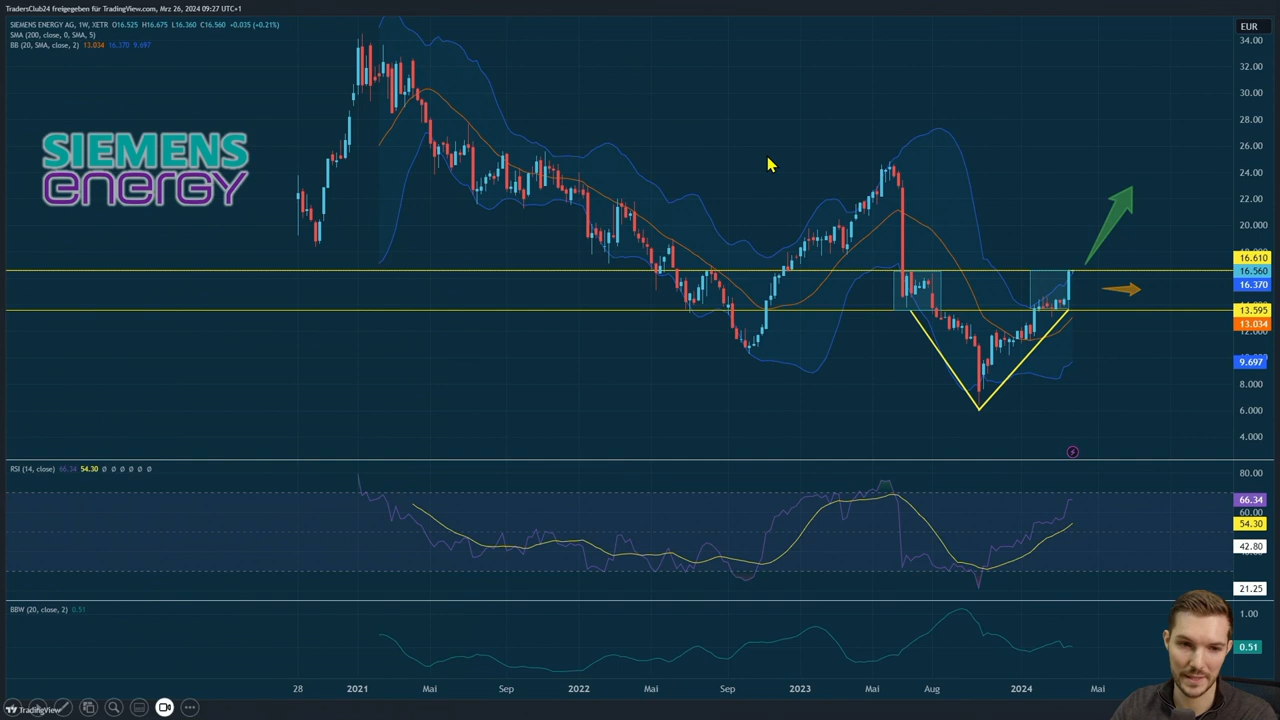 TradersClub24 freigegeben für TradingView.com, Mrz 26, 2024 09:27 UTC+1
SIEMENS ENERGY AG, 1W, XETR O16.525 H16.675 L16.360 C16.560 +0.035 (+0.21%)
SMA (200, close, 0, SMA, 5)
BB (20, SMA, close, 2) 13.034 16.370 9.697
EUR
34.00
32.00
30.00
28.00
26.00
24.00
22.00
20.000
16.610
16.560
16.370
13.595
13.034
9.697
8.000
6.000
4.000
SIEMENS
energy
RSI (14, close) 66.34 54.30 Ø Ø Ø Ø Ø Ø
80.00
66.34
60.00
54.30
42.80
21.25
BBW (20, close, 2) 0.51
1.00
0.51
28 2021 Mai Sep 2022 Mai Sep 2023 Mai Aug 2024 Mai
TradingView